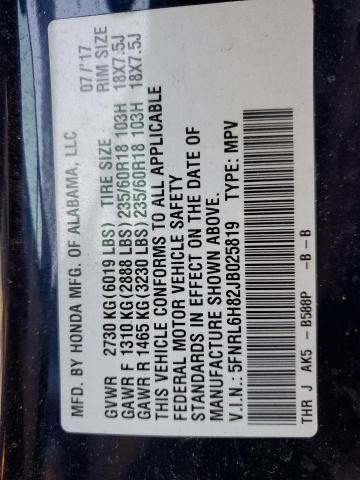 MFD. BY HONDA MFG. OF ALABAMA, LLC 07/'17
TIRE SIZE RIM SIZE
GVWR 2730 KG(6019 LBS)
GAWR F 1310 KG(2888 LBS)235/60R18 103H 18X7.5J
GAWR R 1465 KG(3230 LBS)235/60R18 103H 18X7.5J
THIS VEHICLE CONFORMS TO ALL APPLICABLE
FEDERAL MOTOR VEHICLE SAFETY
STANDARDS IN EFFECT ON THE DATE OF
MANUFACTURE SHOWN ABOVE.
V.I.N.: 5FNRL6H82JB025819 TYPE: MPV
THR J AK5 - B588P -B - B